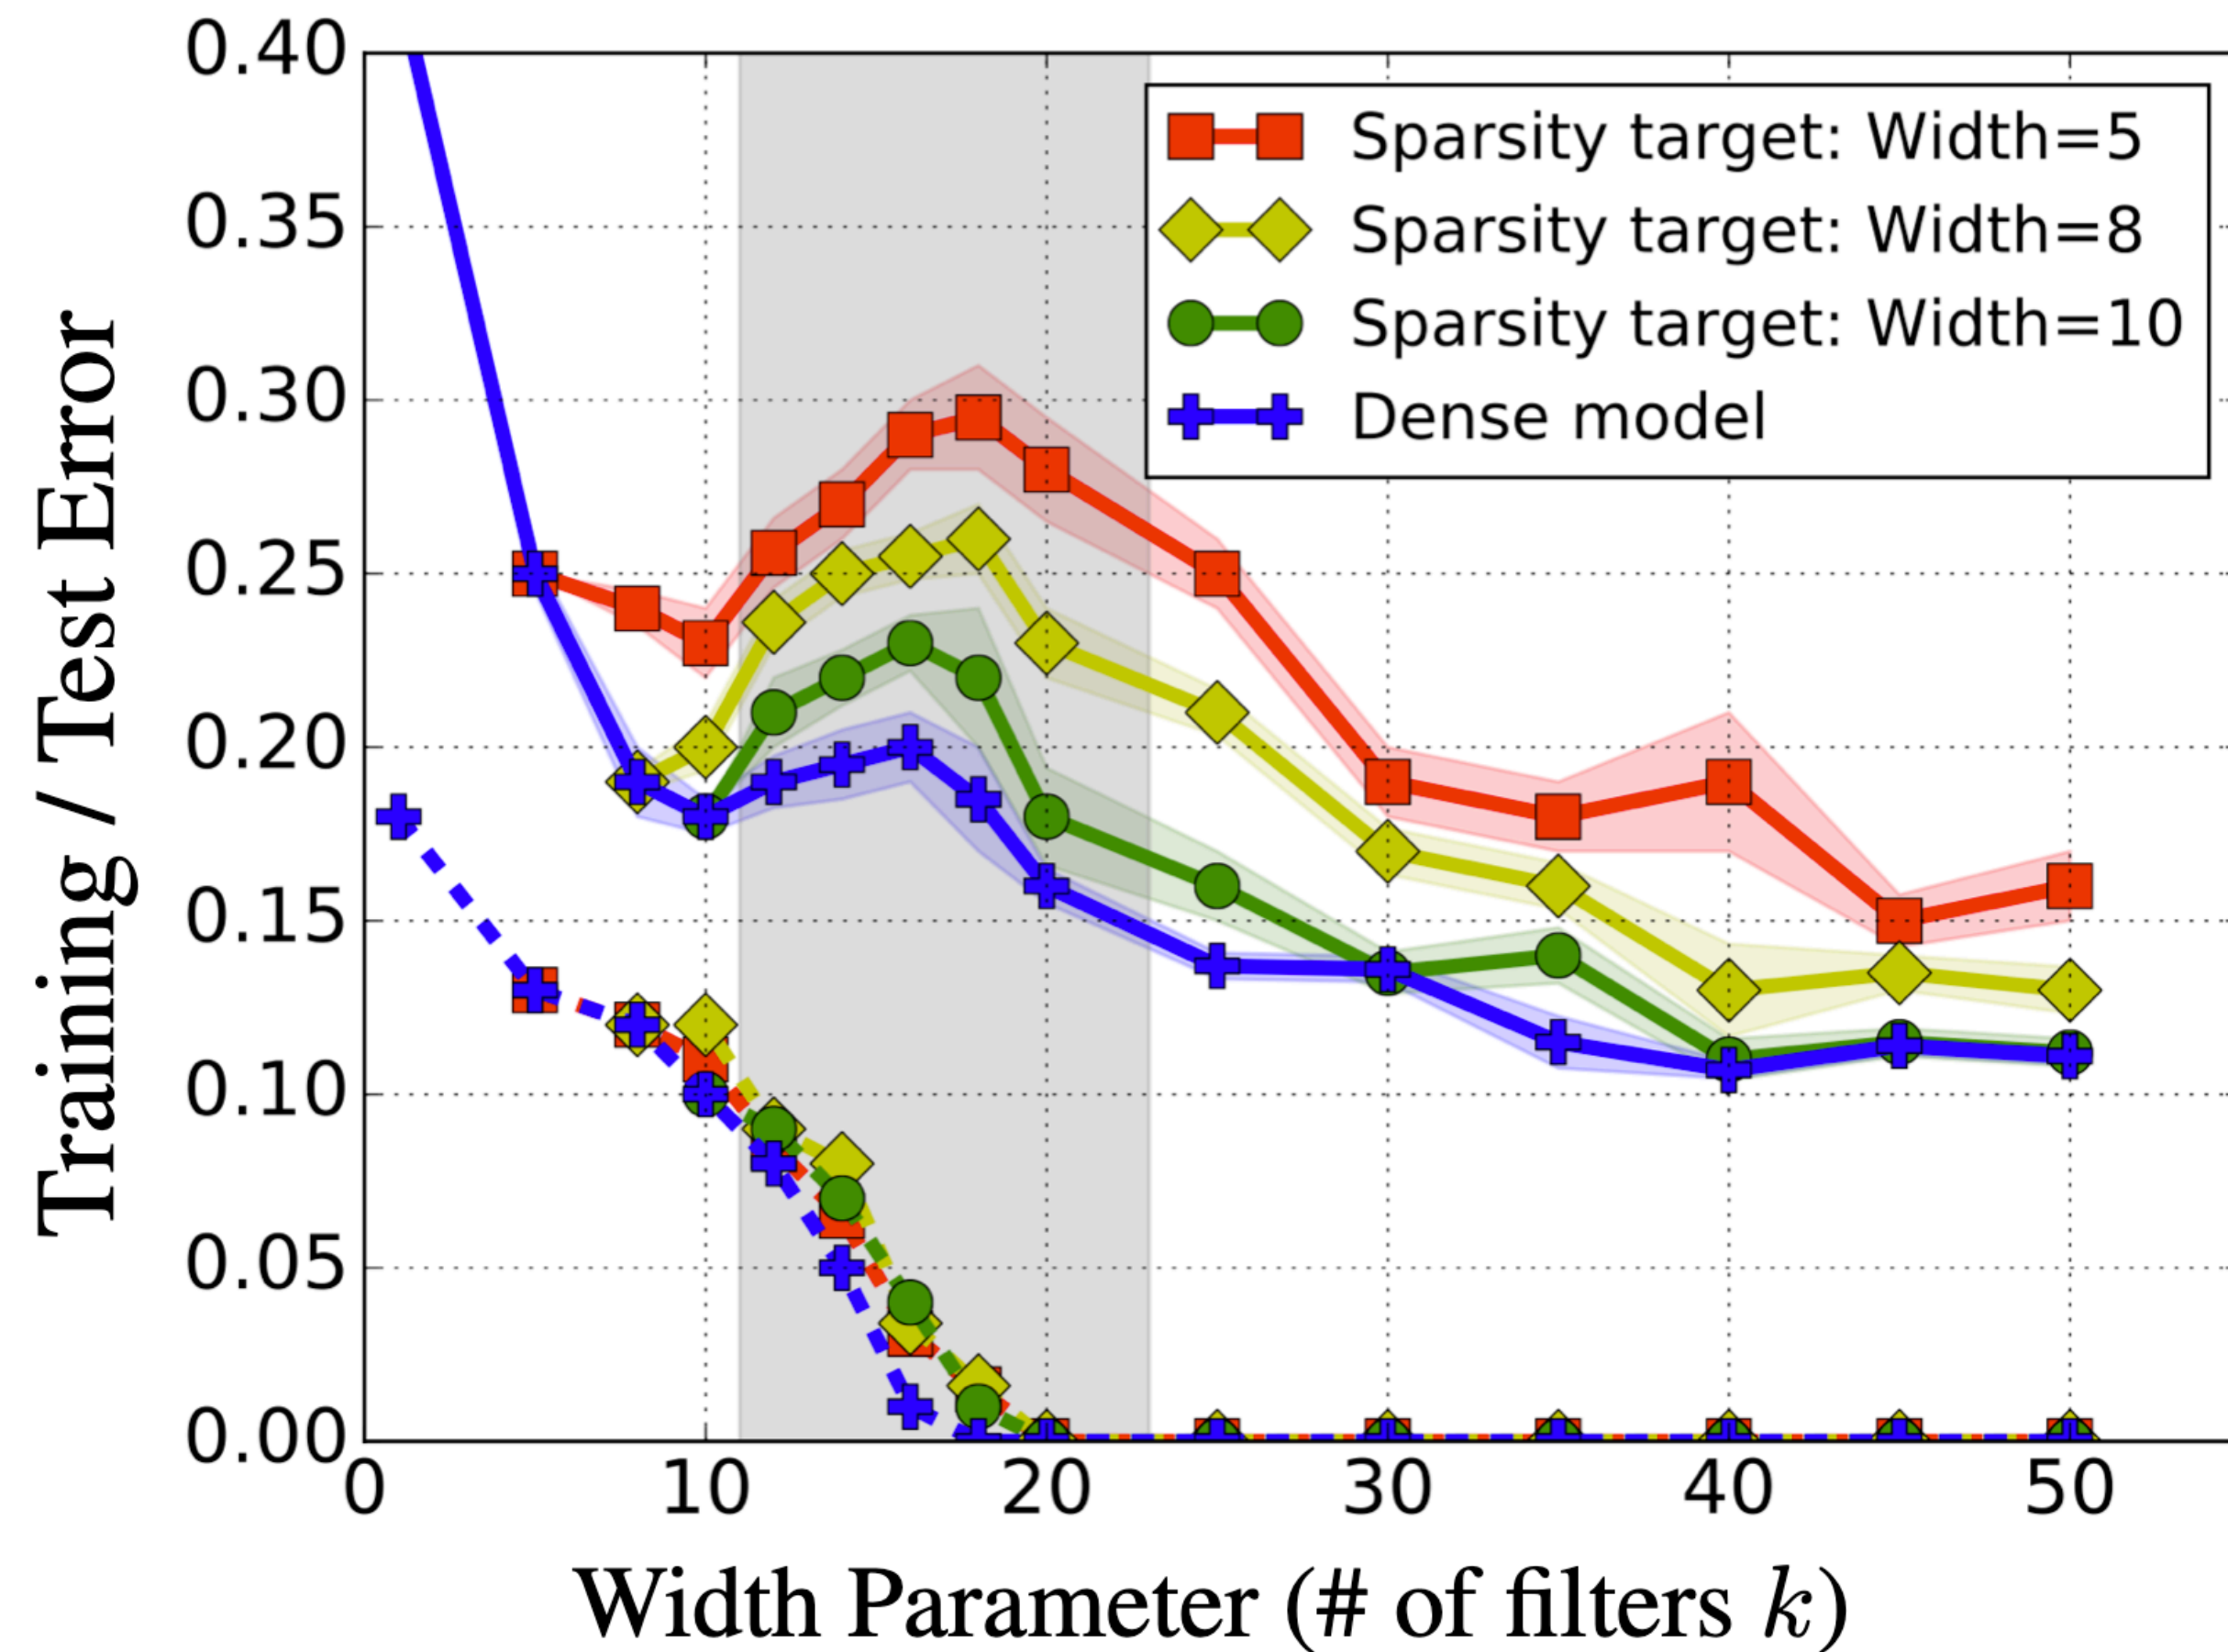 Training / Test Error
0.40
0.35
0.30
0.25
0.20
0.15
0.10
0.05
0.00
Sparsity target: Width=5
Sparsity target: Width=8
Sparsity target: Width=10
Dense model
0 10 20 30 40 50
Width Parameter (# of filters k)